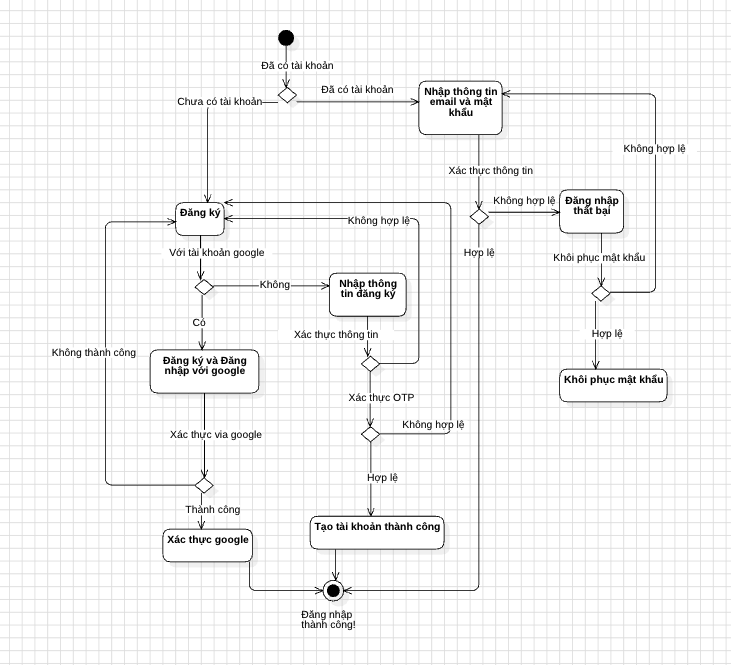 Đã có tài khoản
Chưa có tài khoản
Đã có tài khoản
Nhập thông tin
email và mật
khẩu
Không hợp lệ
Xác thực thông tin
Không hợp lệ
Đăng nhập
thất bại
Hợp lệ
Khôi phục mật khẩu
Hợp lệ
Khôi phục mật khẩu
Đăng ký
Không hợp lệ
Với tài khoản google
Không
Nhập thông
tin đăng ký
Có
Xác thực thông tin
Không thành công
Đăng ký và Đăng
nhập với google
Xác thực OTP
Không hợp lệ
Xác thực via google
Hợp lệ
Thành công
Xác thực google
Tạo tài khoản thành công
Đăng nhập
thành công!